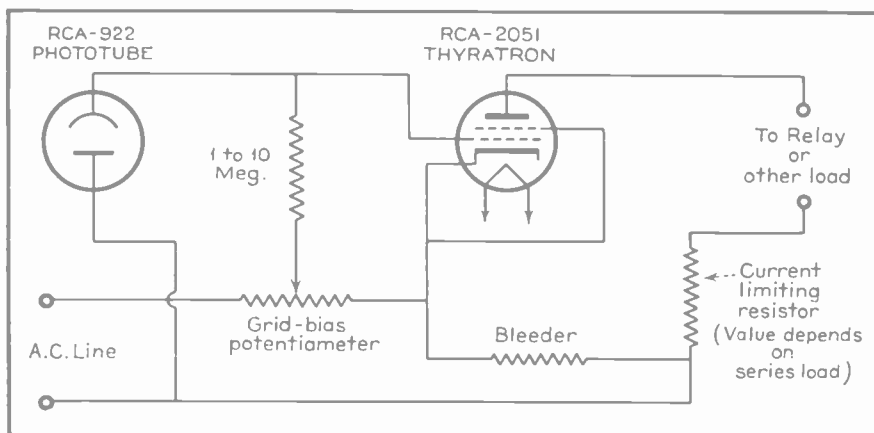 RCA-922
PHOTOTUBE
RCA-2051
THYRATRON
1 to 10
Meg.
To Relay
or
other load
Grid-bias
potentiameter
A.C. Line
Bleeder
Current
limiting
resistor
(Value depends
on
series load)